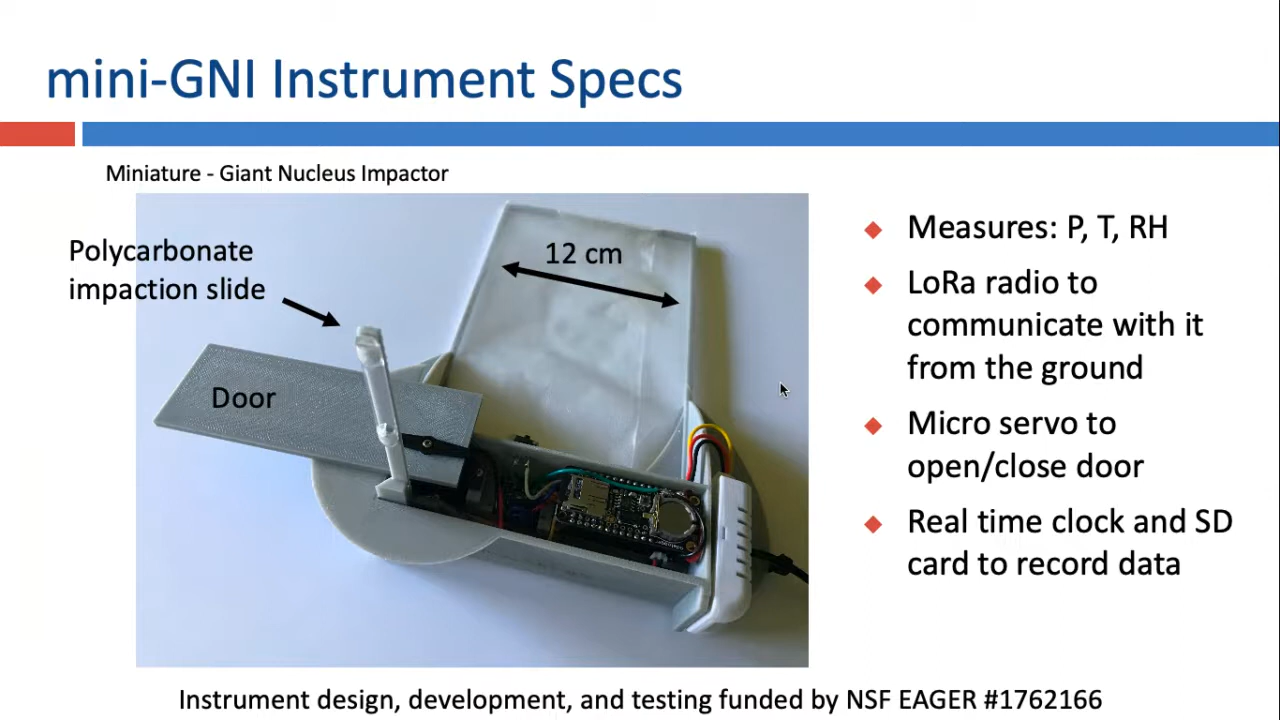 mini-GNI Instrument Specs
Miniature - Giant Nucleus Impactor
Polycarbonate
impaction slide
12 cm
Door
Measures: P, T, RH
LoRa radio to
communicate with it
from the ground
Micro servo to
open/close door
Real time clock and SD
card to record data
Instrument design, development, and testing funded by NSF EAGER #1762166